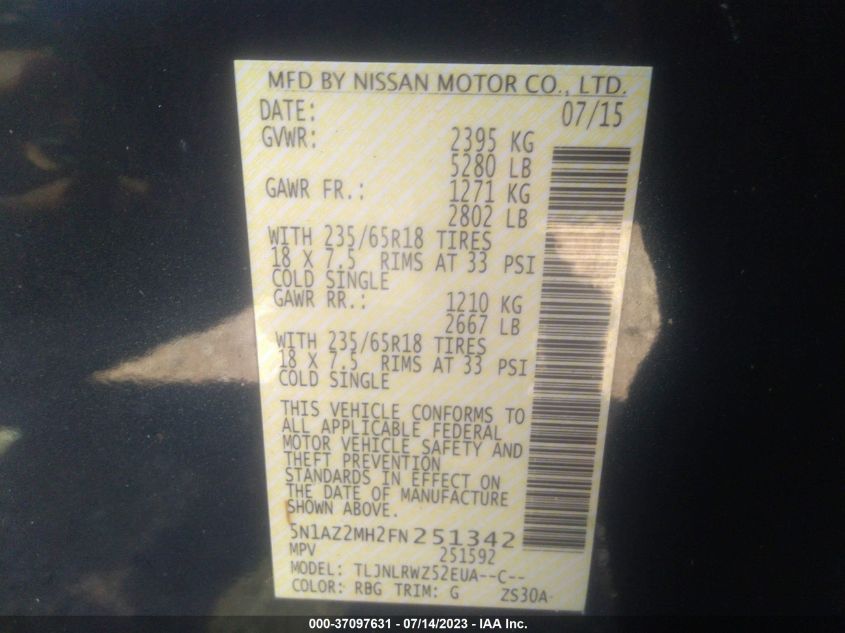 MFD BY NISSAN MOTOR CO., LTD.
DATE: 07/15
GVWR: 2395 KG
5280 LB
GAWR FR.: 1271 KG
2802 LB
WITH 235/65R18 TIRES
18 X 7.5 RIMS AT 33 PSI
COLD SINGLE
GAWR RR.: 1210 KG
2667 LB
WITH 235/65R18 TIRES
18 X 7.5 RIMS AT 33 PSI
COLD SINGLE
THIS VEHICLE CONFORMS TO
ALL APPLICABLE FEDERAL
MOTOR VEHICLE SAFETY AND
THEFT PREVENTION
STANDARDS IN EFFECT ON
THE DATE OF MANUFACTURE
SHOWN ABOVE.
5N1AZ2MH2FN251342
MPV 251592
MODEL: TLJNLRWZ52EUA--C--
COLOR: RBG TRIM: G ZS30A
000-37097631 - 07/14/2023 - IAA Inc.